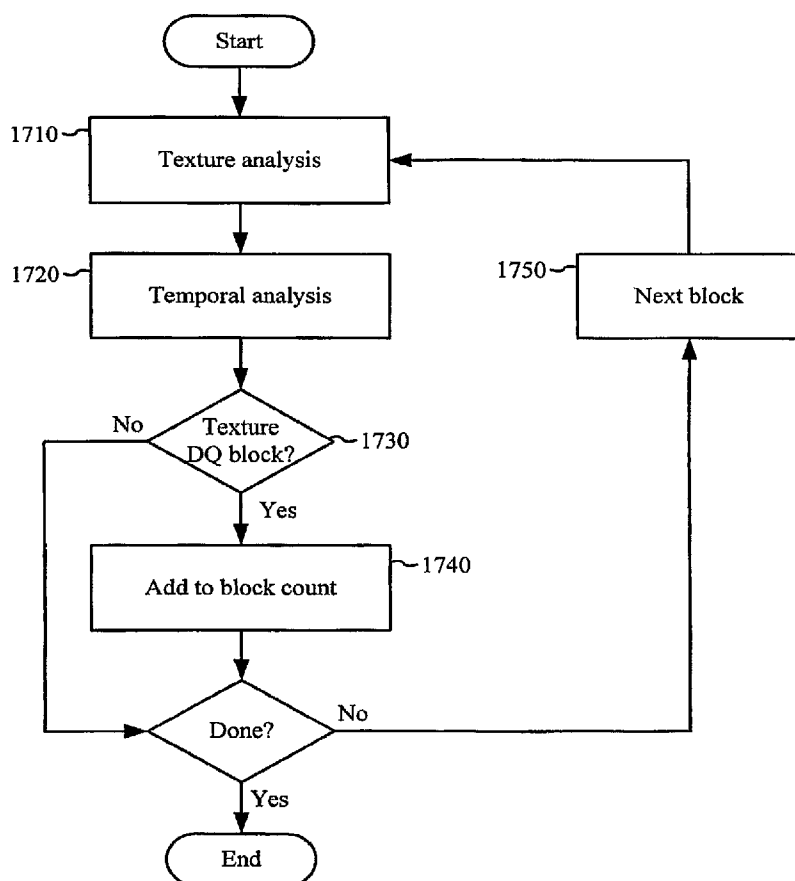 Start
1710
Texture analysis
1720
Temporal analysis
1750
Next block
No
Texture
DQ block?
1730
Yes
Add to block count
1740
Done?
No
Yes
End